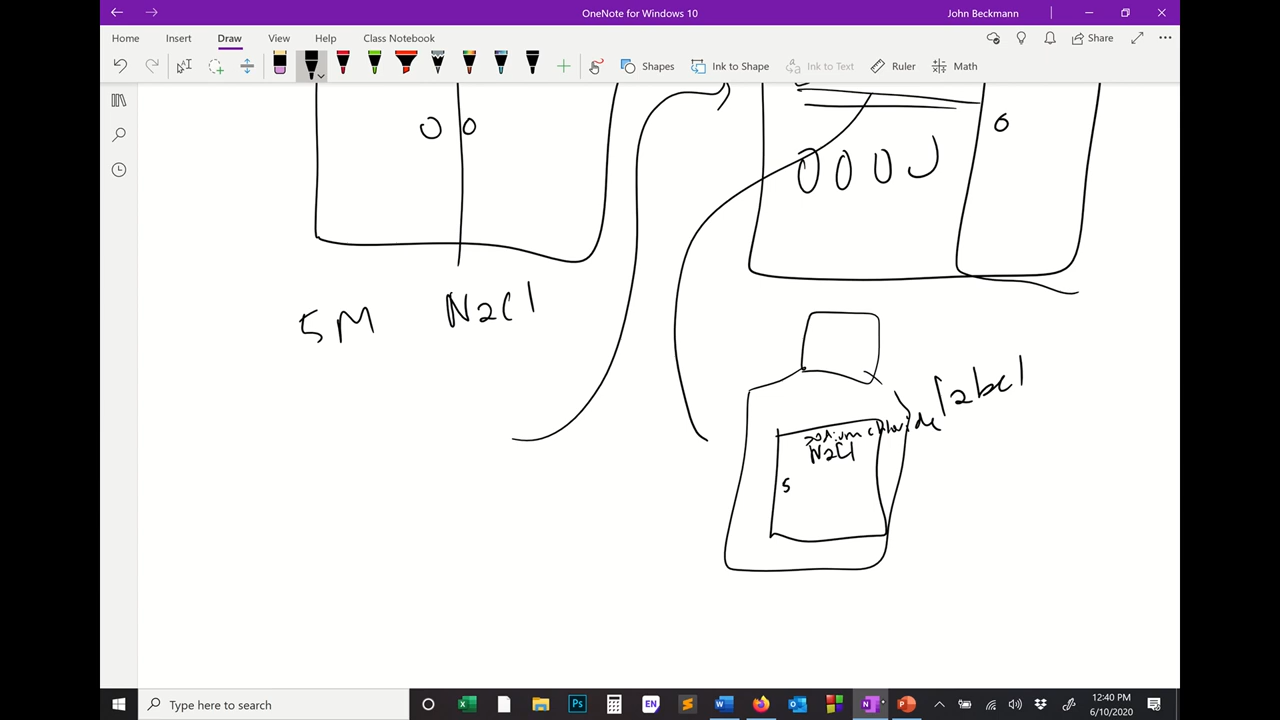 OneNote for Windows 10
John Beckmann
Home
Insert
Draw
View
Help
Class Notebook
Share
Shapes
Ink to Shape
Ink to Text
Ruler
Math
5M NaCl
label
sodium chloride
NaCl
5
Type here to search
EN
12:40 PM
6/10/2020